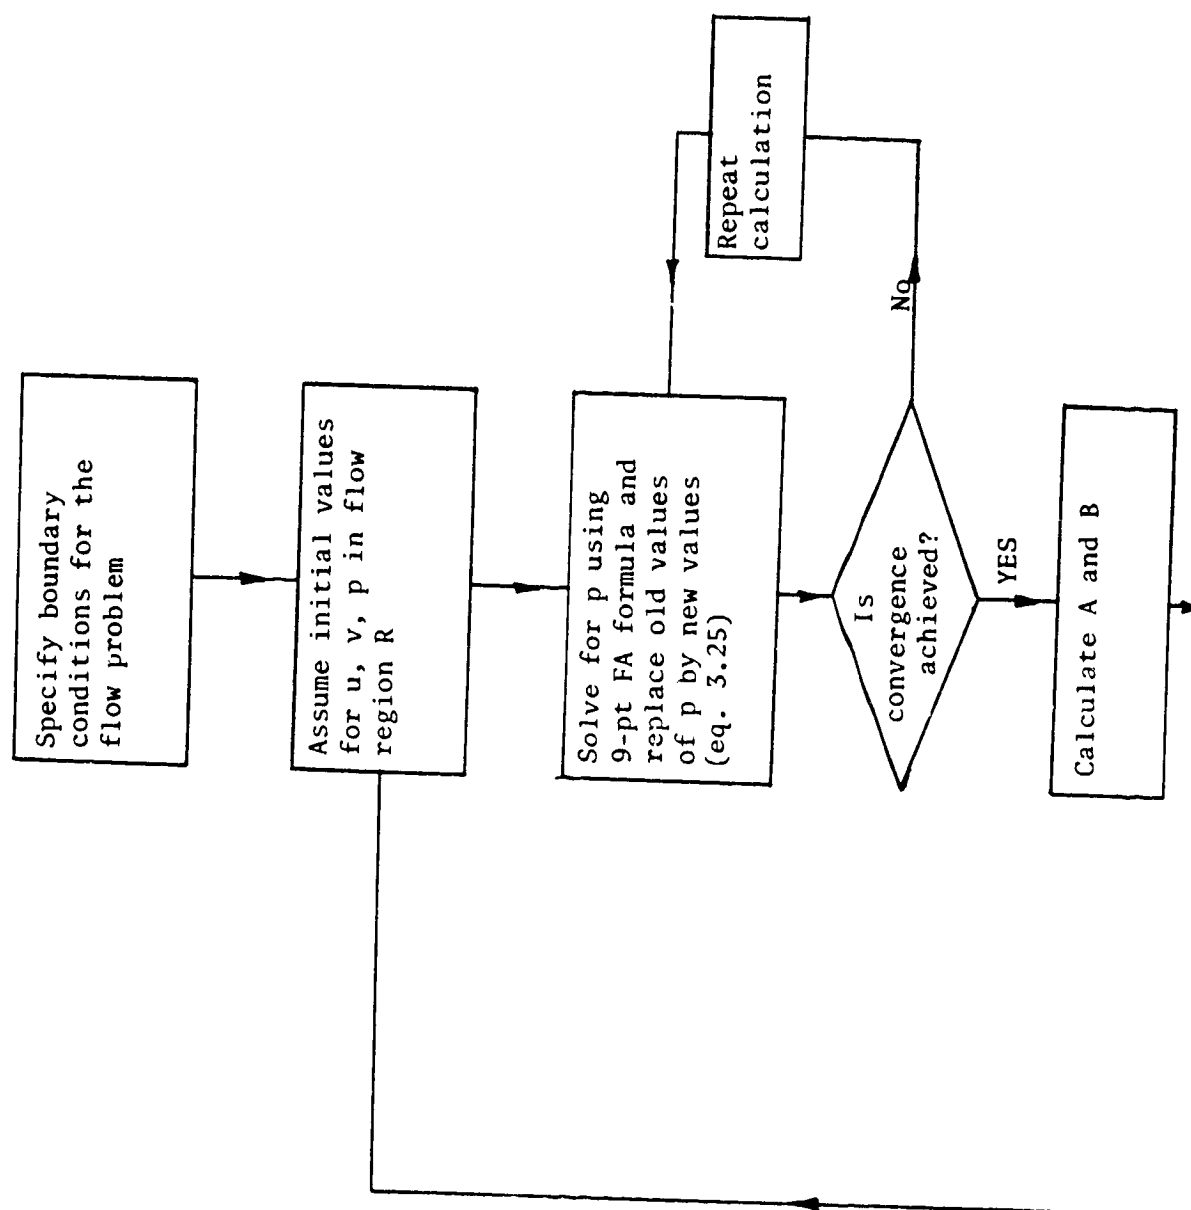 Specify boundary
conditions for the
flow problem
Assume initial values
for u, v, p in flow
region R
Solve for p using
9-pt FA formula and
replace old values
of p by new values
(eq. 3.25)
Repeat
calculation
No
Is
convergence
achieved?
YES
Calculate A and B